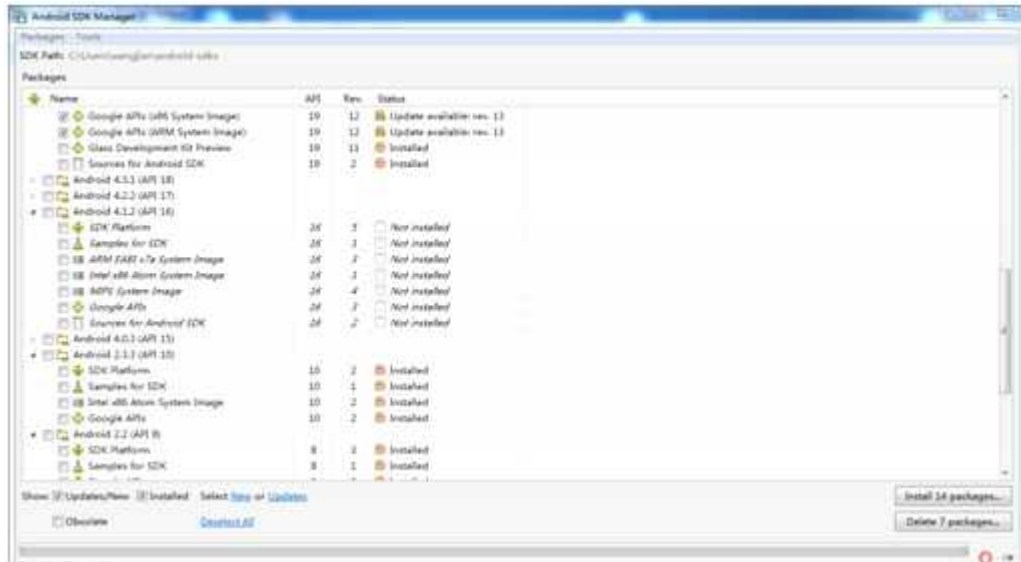 Android SDK Manager
Packages Tools
SDK Path:
Packages
Name API Rev. Status
Google APIs (x86 System Image) 19 12 Update available: rev. 13
Google APIs (ARM System Image) 19 12 Update available: rev. 13
Glass Development Kit Preview 19 11 Installed
Sources for Android SDK 19 2 Installed
Android 4.3.1 (API 18)
Android 4.2.2 (API 17)
Android 4.1.2 (API 16)
SDK Platform 16 5 Not installed
Samples for SDK 16 1 Not installed
ARM EABI v7a System Image 16 3 Not installed
Intel x86 Atom System Image 16 1 Not installed
MIPS System Image 16 4 Not installed
Google APIs 16 3 Not installed
Sources for Android SDK 16 2 Not installed
Android 4.0.3 (API 15)
Android 2.3.3 (API 10)
SDK Platform 10 2 Installed
Samples for SDK 10 1 Installed
Intel x86 Atom System Image 10 2 Installed
Google APIs 10 2 Installed
Android 2.2 (API 8)
SDK Platform 8 3 Installed
Samples for SDK 8 1 Installed
Show: Updates/New Installed Select New or Updates Install 14 packages...
Obsolete Deselect All Delete 7 packages...